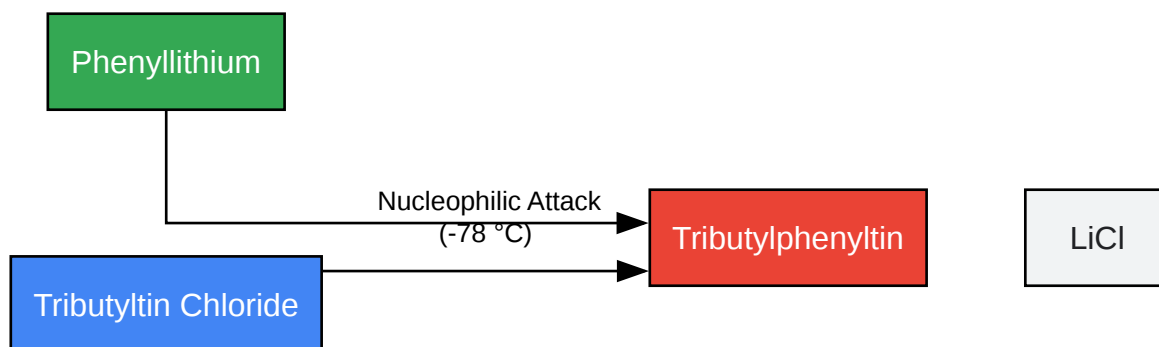 Phenyllithium
Nucleophilic Attack
(-78 °C)
Tributylphenyltin
LiCl
Tributyltin Chloride